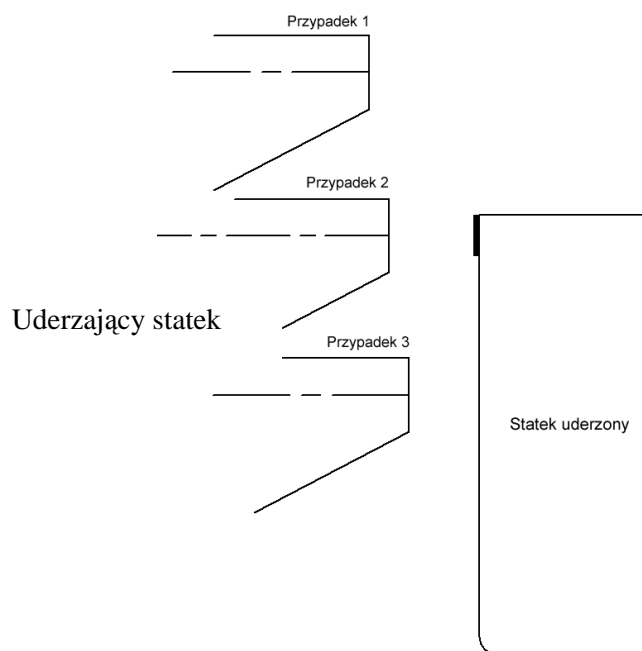 Przypadek 1
Przypadek 2
Uderzający statek
Przypadek 3
Statek uderzony